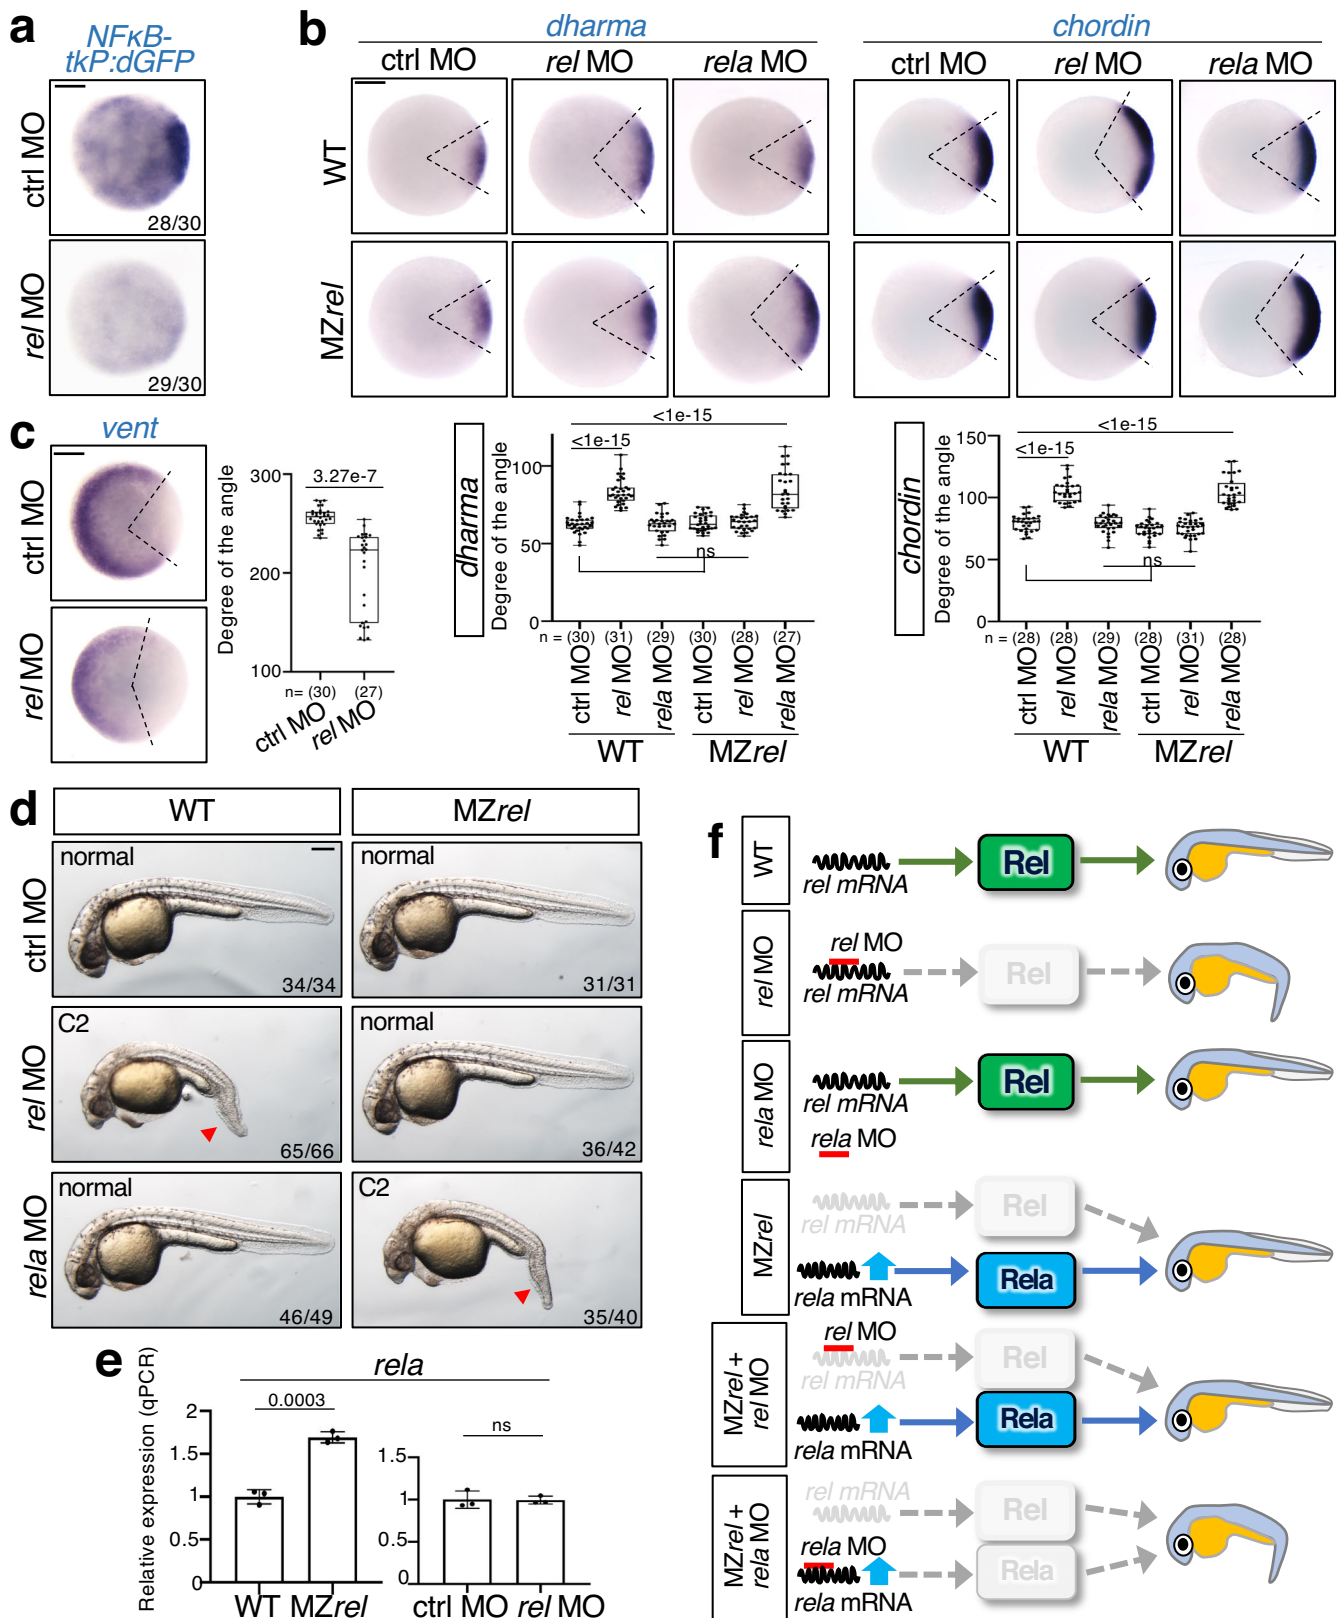 a
NFκB-
tkP:dGFP
ctrl MO
28/30
rel MO
29/30
b
dharma
chordin
ctrl MO
rel MO
rela MO
ctrl MO
rel MO
rela MO
WT
MZrel
dharma
Degree of the angle
100
50
0
<1e-15
<1e-15
ns
n = (30) (31) (29) (30) (28) (27)
ctrl MO
rel MO
rela MO
ctrl MO
rel MO
rela MO
WT
MZrel
chordin
Degree of the angle
150
100
50
0
<1e-15
<1e-15
ns
n = (28) (28) (29) (28) (31) (28)
ctrl MO
rel MO
rela MO
ctrl MO
rel MO
rela MO
WT
MZrel
c
vent
ctrl MO
rel MO
Degree of the angle
300
200
100
3.27e-7
n= (30) (27)
ctrl MO
rel MO
d
WT
MZrel
ctrl MO
normal
34/34
normal
31/31
rel MO
C2
65/66
normal
36/42
rela MO
normal
46/49
C2
35/40
e
rela
Relative expression (qPCR)
2
1.5
1
0.5
0
0.0003
WT MZrel
1.5
1
0.5
0
ns
ctrl MO rel MO
f
WT
rel mRNA
Rel
rel MO
rel MO
rel mRNA
Rel
rela MO
rel mRNA
Rel
rela MO
MZrel
rel mRNA
Rel
rela mRNA
Rela
MZrel +
rel MO
rel MO
rel mRNA
Rel
rela mRNA
Rela
MZrel +
rela MO
rel mRNA
Rel
rela MO
rela mRNA
Rela